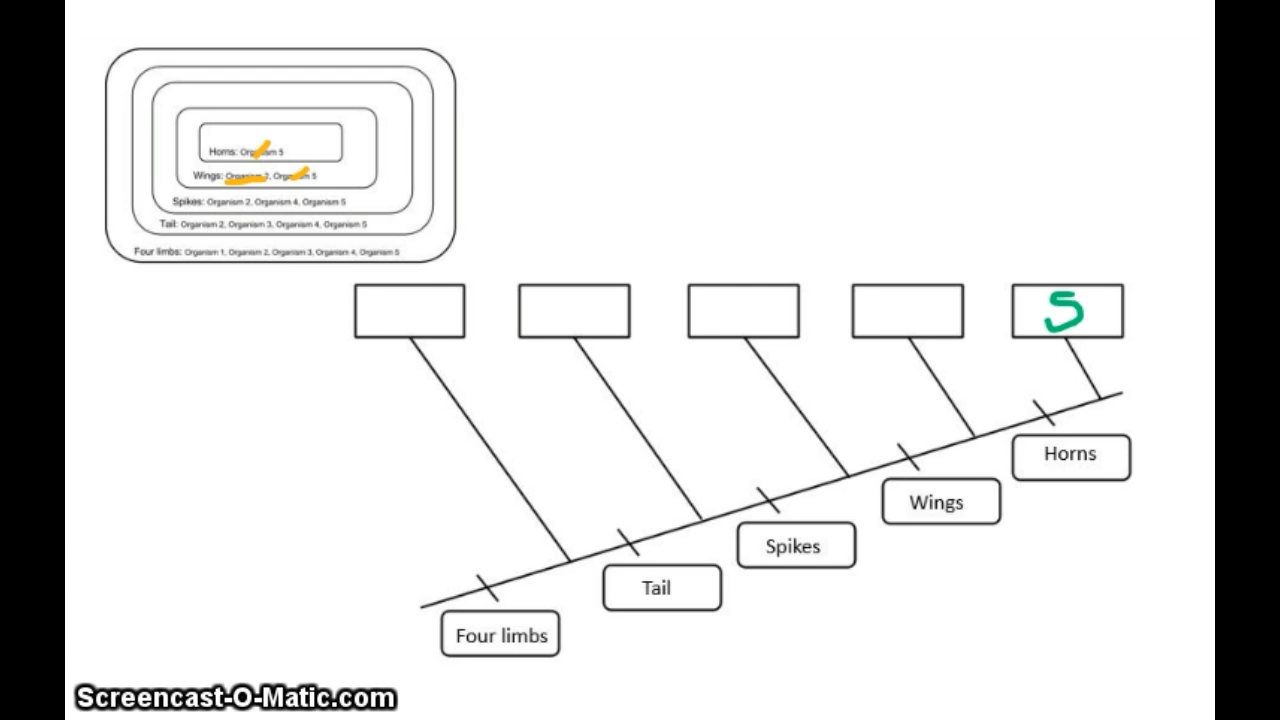 Horns: Organism 5
Wings: Organism 2, Organism 5
Spikes: Organism 2, Organism 4, Organism 5
Tail: Organism 2, Organism 3, Organism 4, Organism 5
Four limbs: Organism 1, Organism 2, Organism 3, Organism 4, Organism 5
5
Horns
Wings
Spikes
Tail
Four limbs
Screencast-O-Matic.com